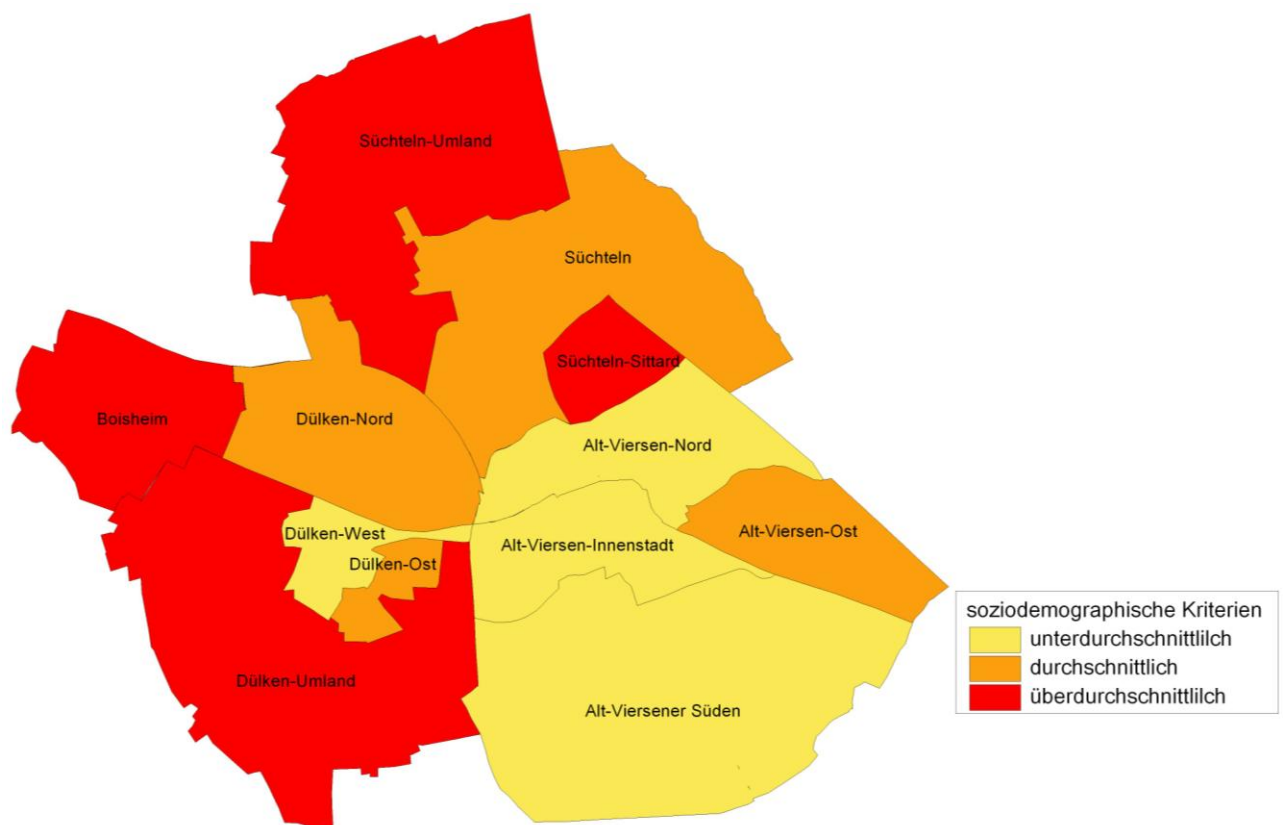 Süchteln-Umland
Süchteln
Süchteln-Sittard
Boisheim
Dülken-Nord
Alt-Viersen-Nord
Dülken-West
Alt-Viersen-Ost
Alt-Viersen-Innenstadt
Dülken-Ost
Dülken-Umland
Alt-Viersener Süden
soziodemographische Kriterien
unterdurchschnittlilch
durchschnittlich
überdurchschnittlilch